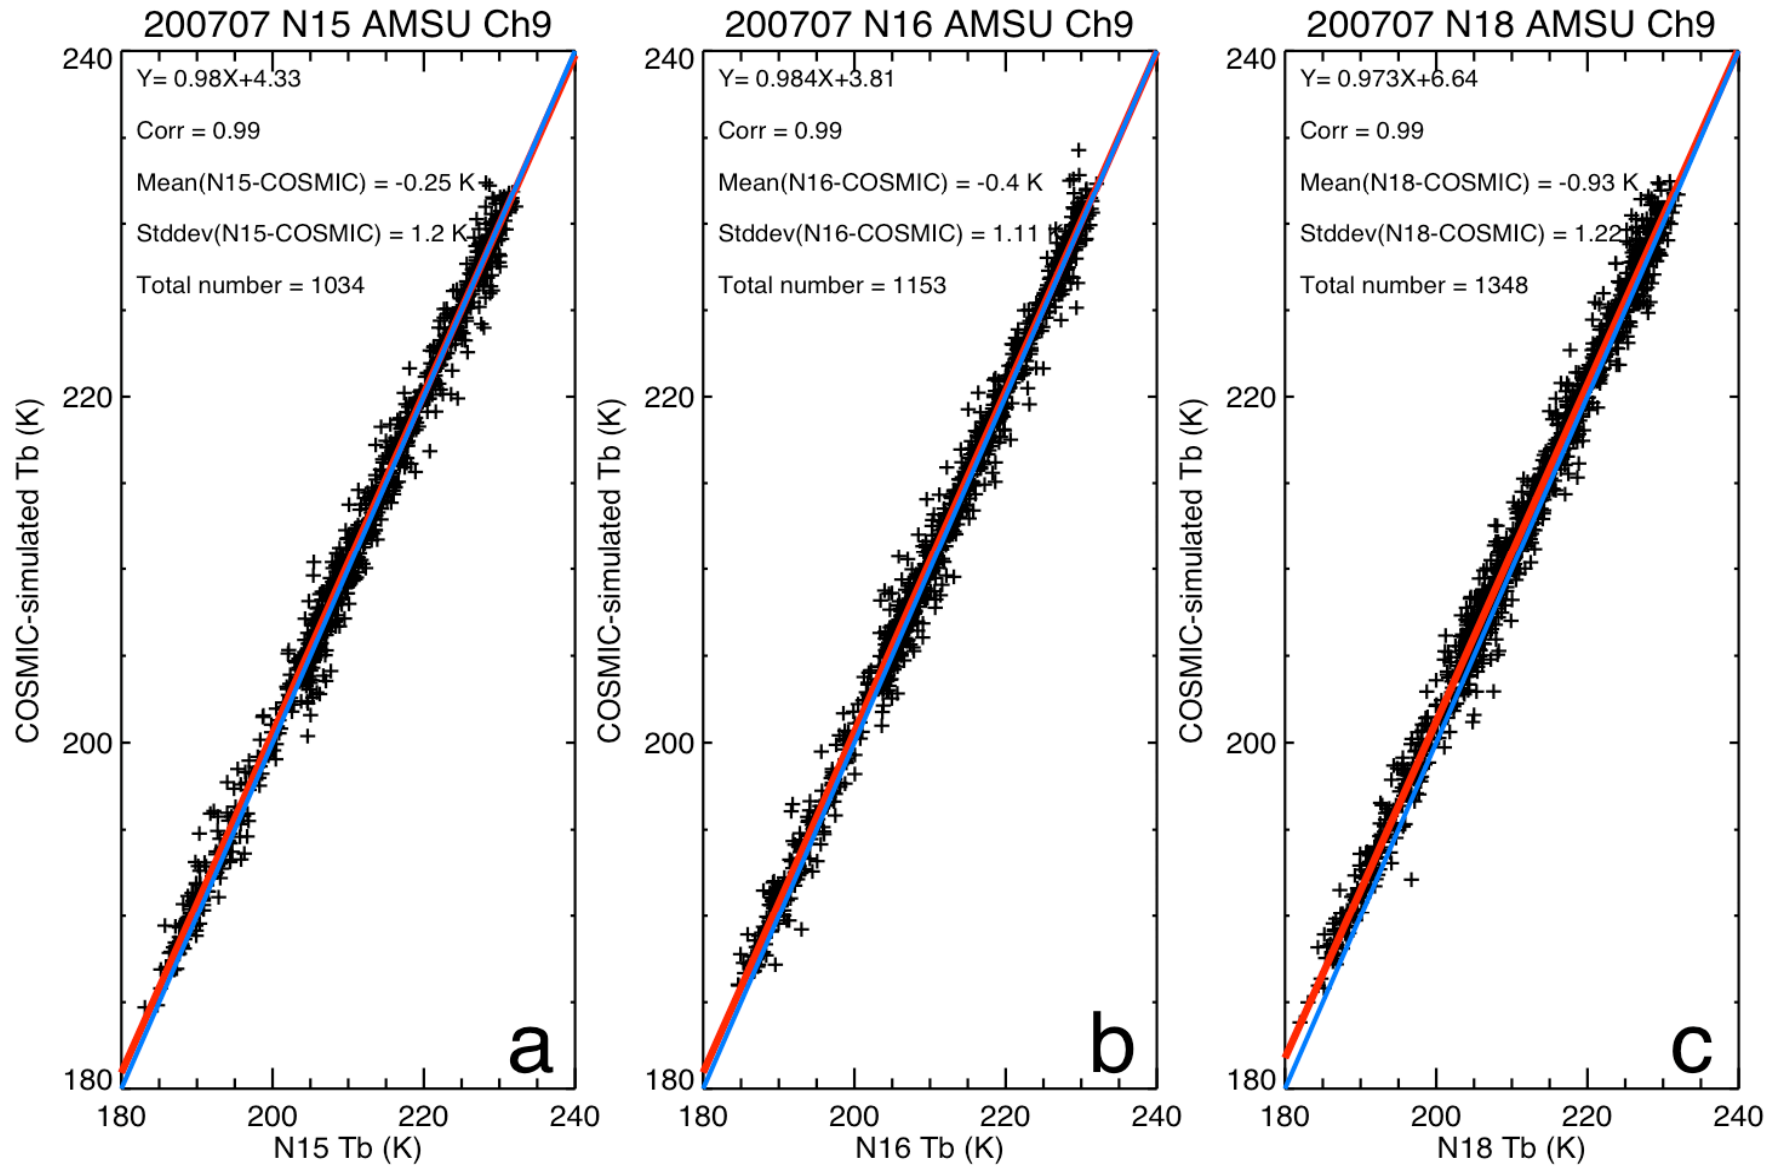 200707 N15 AMSU Ch9
Y= 0.98X+4.33
Corr = 0.99
Mean(N15-COSMIC) = -0.25 K
Stddev(N15-COSMIC) = 1.2 K
Total number = 1034
COSMIC-simulated Tb (K)
240
220
200
180
180 200 220 240
N15 Tb (K)
a
200707 N16 AMSU Ch9
Y= 0.984X+3.81
Corr = 0.99
Mean(N16-COSMIC) = -0.4 K
Stddev(N16-COSMIC) = 1.11 K
Total number = 1153
COSMIC-simulated Tb (K)
240
220
200
180
180 200 220 240
N16 Tb (K)
b
200707 N18 AMSU Ch9
Y= 0.973X+6.64
Corr = 0.99
Mean(N18-COSMIC) = -0.93 K
Stddev(N18-COSMIC) = 1.22
Total number = 1348
COSMIC-simulated Tb (K)
240
220
200
180
180 200 220 240
N18 Tb (K)
c